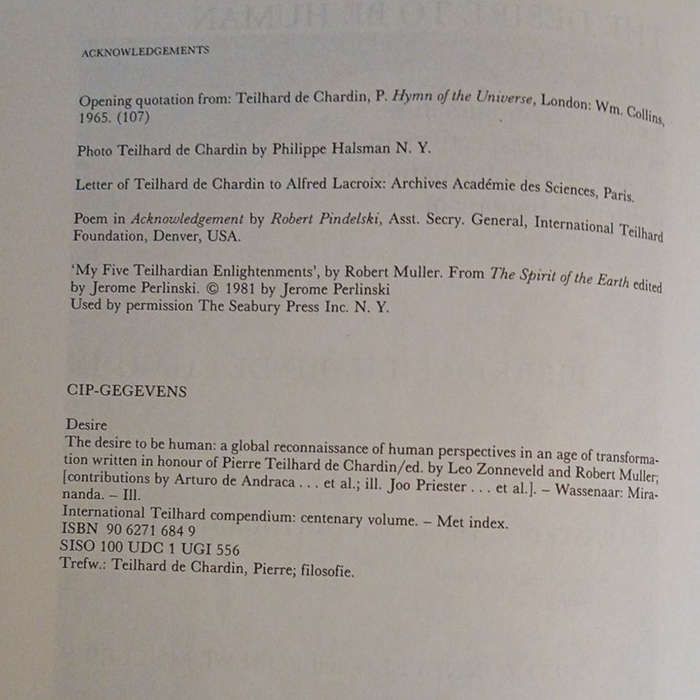 ACKNOWLEDGEMENTS
Opening quotation from: Teilhard de Chardin, P. Hymn of the Universe, London: Wm. Collins,
1965. (107)
Photo Teilhard de Chardin by Philippe Halsman N. Y.
Letter of Teilhard de Chardin to Alfred Lacroix: Archives Académie des Sciences, Paris.
Poem in Acknowledgement by Robert Pindelski, Asst. Secry. General, International Teilhard
Foundation, Denver, USA.
'My Five Teilhardian Enlightenments', by Robert Muller. From The Spirit of the Earth edited
by Jerome Perlinski. © 1981 by Jerome Perlinski
Used by permission The Seabury Press Inc. N. Y.
CIP-GEGEVENS
Desire
The desire to be human: a global reconnaissance of human perspectives in an age of transforma-
tion written in honour of Pierre Teilhard de Chardin/ed. by Leo Zonneveld and Robert Muller;
[contributions by Arturo de Andraca . . . et al.; ill. Joo Priester . . . et al.]. – Wassenaar: Mira-
nanda. – Ill.
International Teilhard compendium: centenary volume. – Met index.
ISBN 90 6271 684 9
SISO 100 UDC 1 UGI 556
Trefw.: Teilhard de Chardin, Pierre; filosofie.